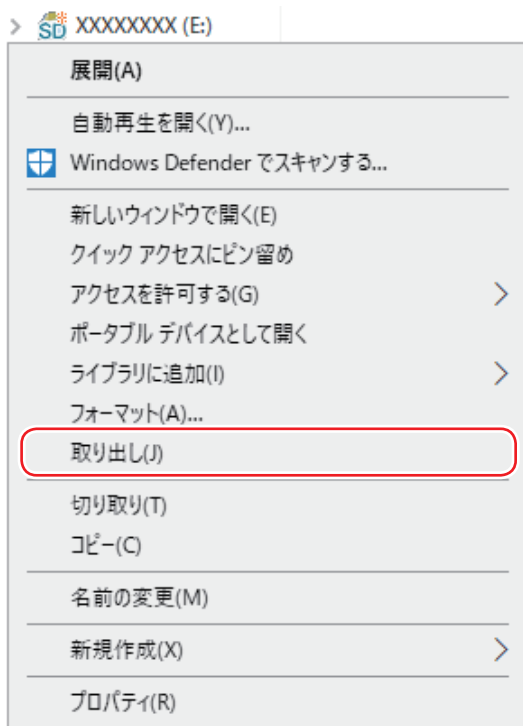 XXXXXXXX (E:)
展開(A)
自動再生を開く(Y)...
Windows Defender でスキャンする...
新しいウィンドウで開く(E)
クイック アクセスにピン留め
アクセスを許可する(G)
ポータブル デバイスとして開く
ライブラリに追加(I)
フォーマット(A)...
取り出し(J)
切り取り(T)
コピー(C)
名前の変更(M)
新規作成(X)
プロパティ(R)